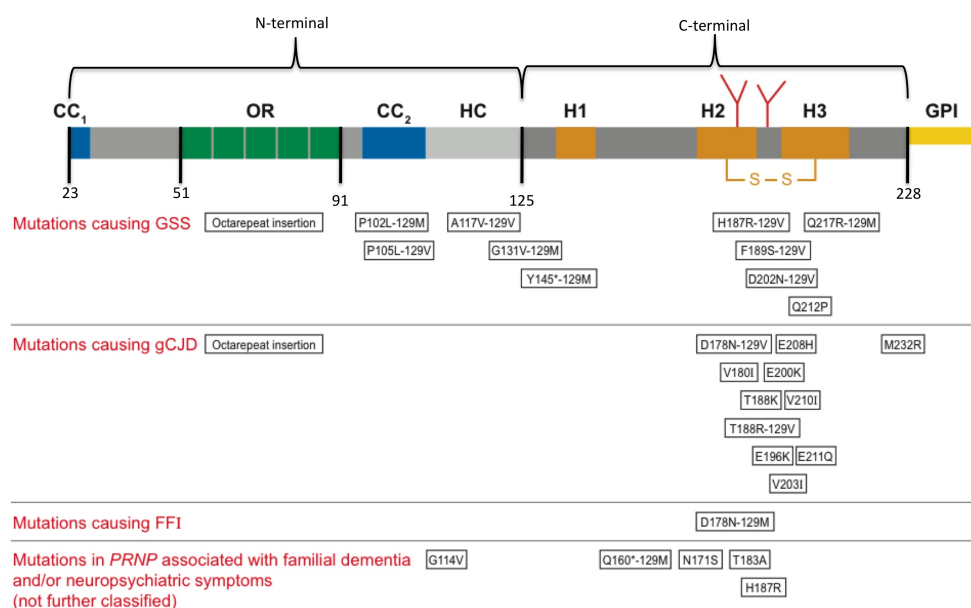 N-terminal
C-terminal
CC1 OR CC2 HC H1 H2 H3 GPI
S S
23 51 91 125 228
Mutations causing GSS Octarepeat insertion P102L-129M A117V-129V H187R-129V Q217R-129M
P105L-129V G131V-129M F189S-129V
Y145*-129M D202N-129V
Q212P
Mutations causing gCJD Octarepeat insertion D178N-129V E208H M232R
V180I E200K
T188K V210I
T188R-129V
E196K E211Q
V203I
Mutations causing FFI D178N-129M
Mutations in PRNP associated with familial dementia G114V Q160*-129M N171S T183A
and/or neuropsychiatric symptoms H187R
(not further classified)